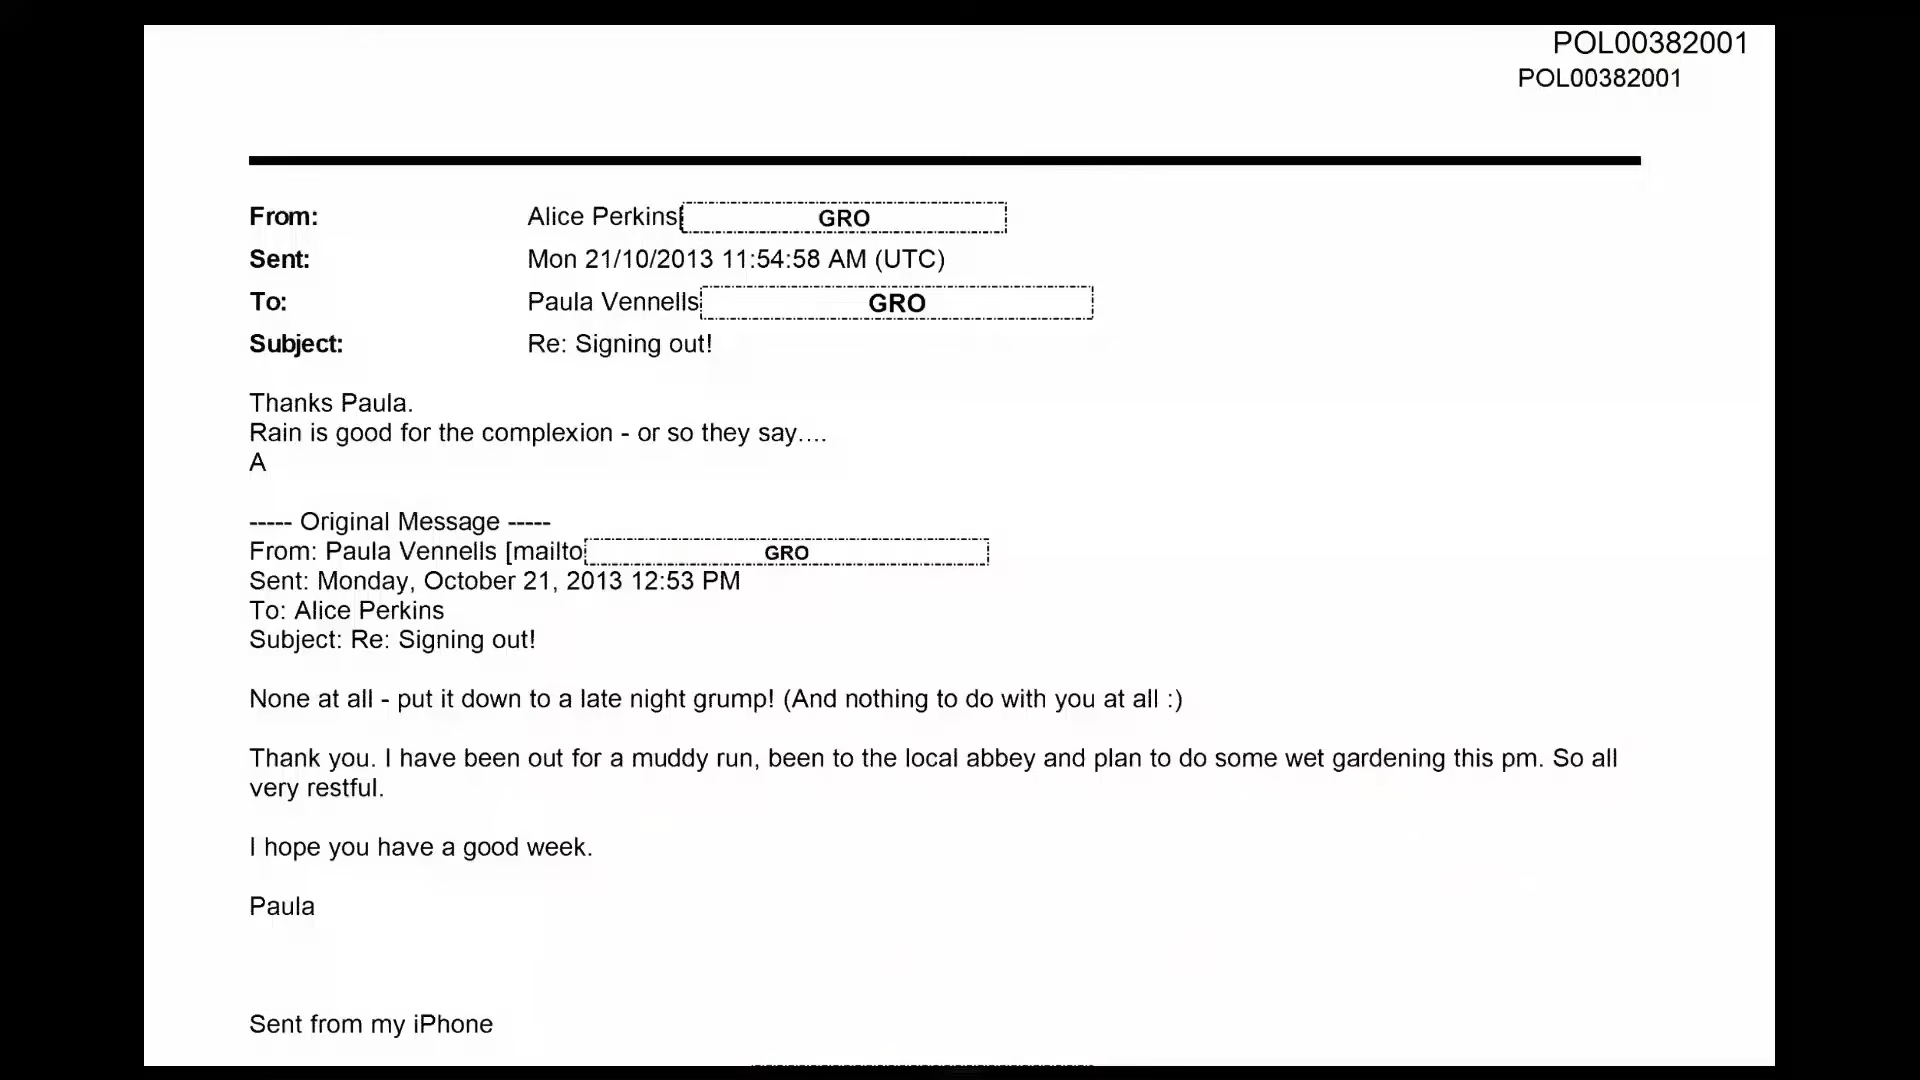 POL00382001
POL00382001
From: Alice Perkins GRO
Sent: Mon 21/10/2013 11:54:58 AM (UTC)
To: Paula Vennells GRO
Subject: Re: Signing out!
Thanks Paula.
Rain is good for the complexion - or so they say....
A
----- Original Message -----
From: Paula Vennells [mailto GRO
Sent: Monday, October 21, 2013 12:53 PM
To: Alice Perkins
Subject: Re: Signing out!
None at all - put it down to a late night grump! (And nothing to do with you at all :)
Thank you. I have been out for a muddy run, been to the local abbey and plan to do some wet gardening this pm. So all
very restful.
I hope you have a good week.
Paula
Sent from my iPhone